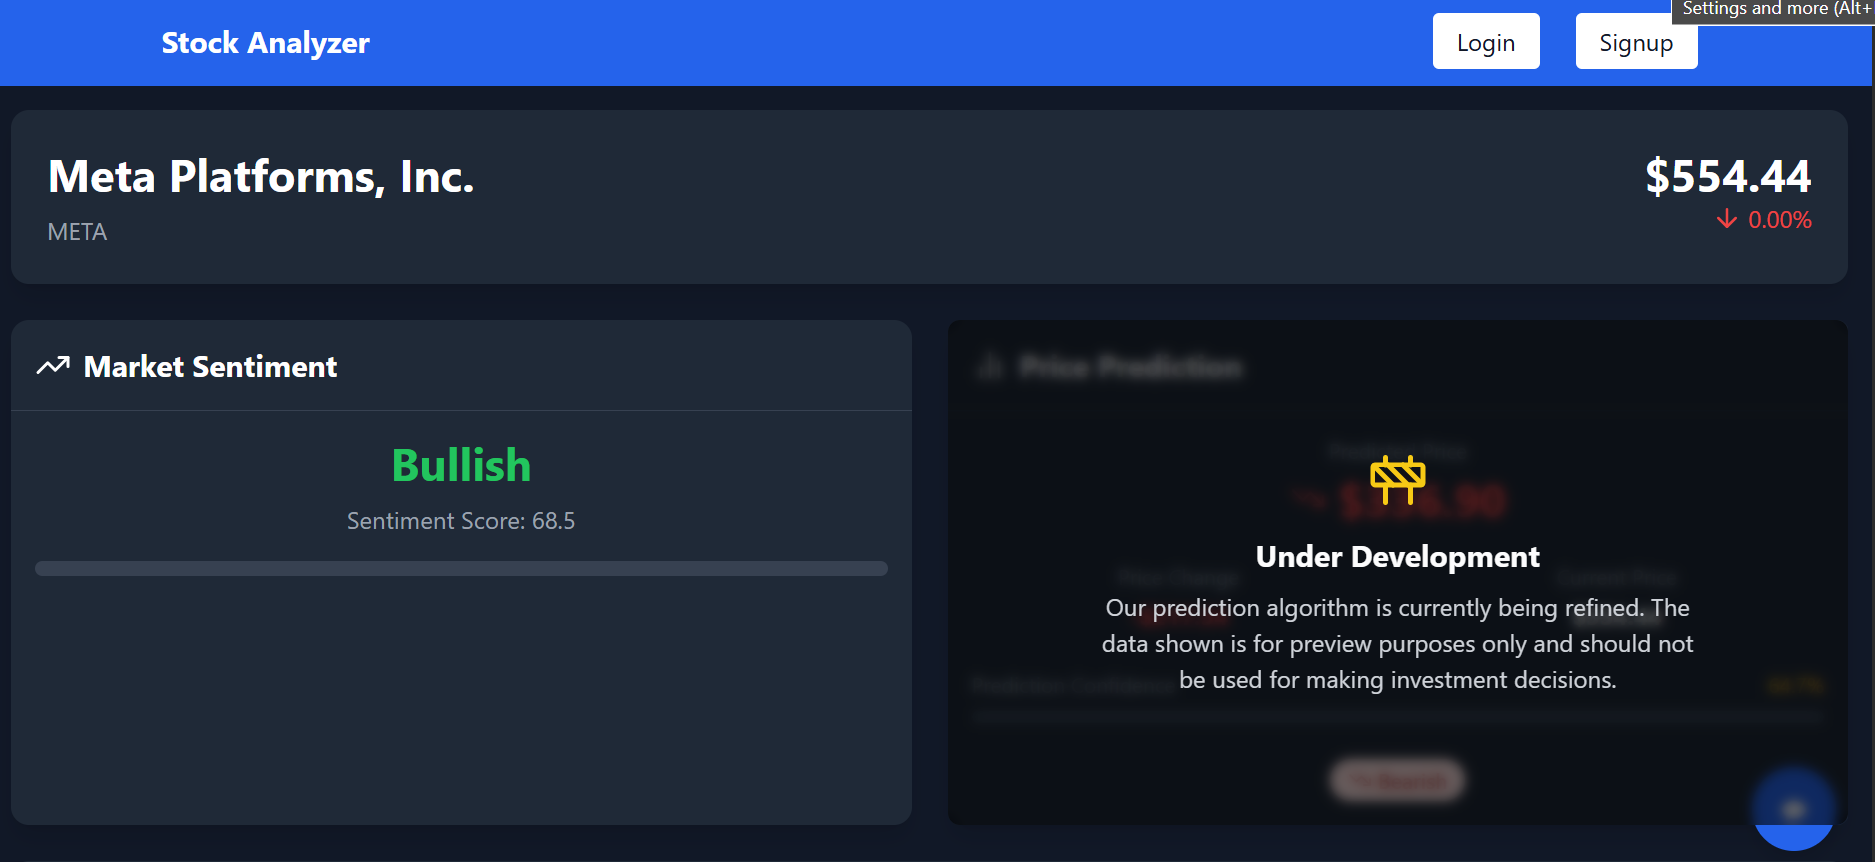 Settings and more (Alt+
Stock Analyzer
Login
Signup
Meta Platforms, Inc.
$554.44
META
↓ 0.00%
Market Sentiment
Price Prediction
Bullish
Sentiment Score: 68.5
Under Development
Our prediction algorithm is currently being refined. The
data shown is for preview purposes only and should not
be used for making investment decisions.